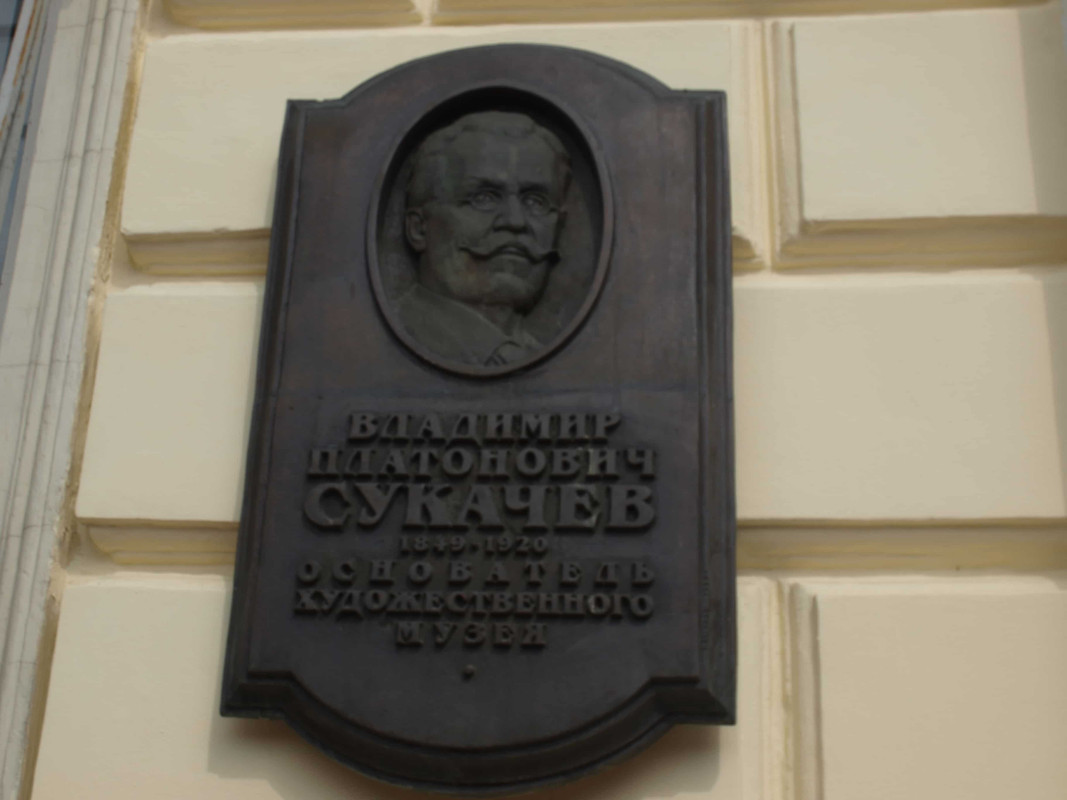 ВЛАДИМИР
ПЛАТОНОВИЧ
СУКАЧЕВ
1849-1920
ОСНОВАТЕЛЬ
ХУДОЖЕСТВЕННОГО
МУЗЕЯ